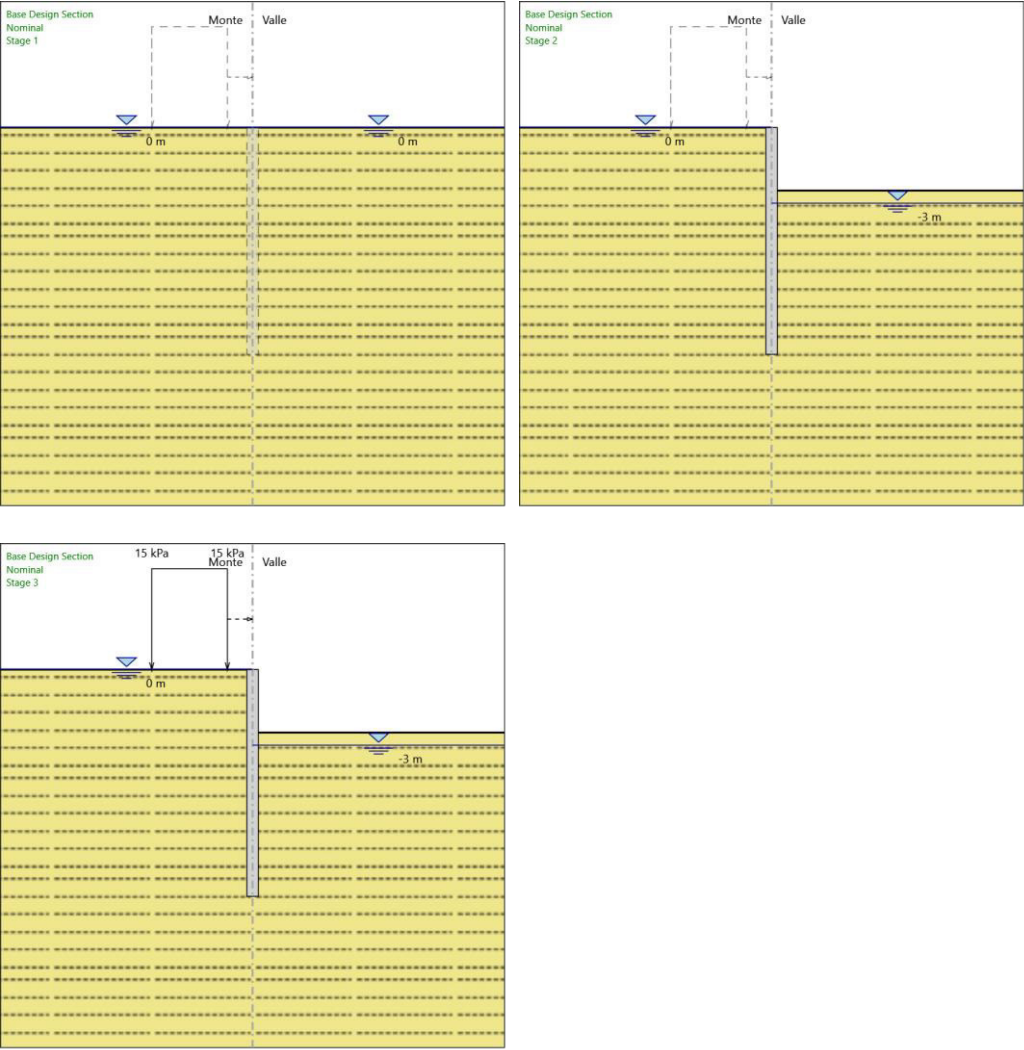 Base Design Section
Nominal
Stage 1
Monte
Valle
0 m
0 m
Base Design Section
Nominal
Stage 2
Monte
Valle
0 m
-3 m
Base Design Section
Nominal
Stage 3
15 kPa
15 kPa
Monte
Valle
0 m
-3 m